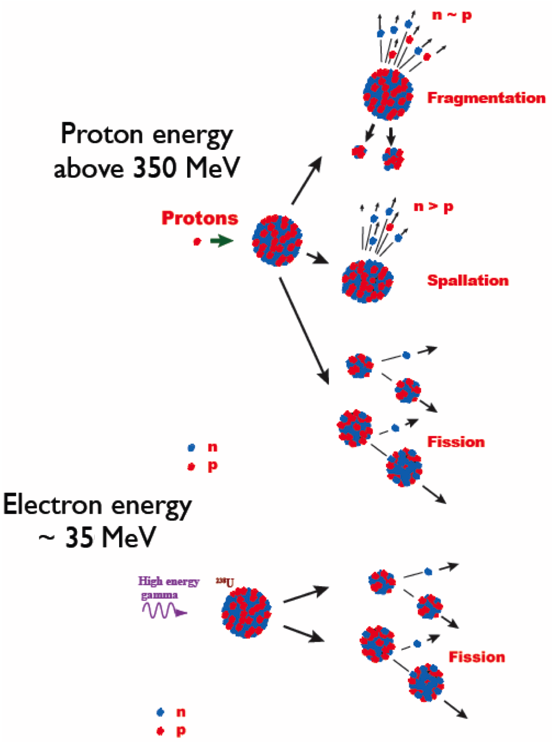 n ~ p
Fragmentation
Proton energy
above 350 MeV
Protons
n > p
Spallation
Fission
n
p
Electron energy
~ 35 MeV
High energy
gamma
²³⁸U
Fission
n
p